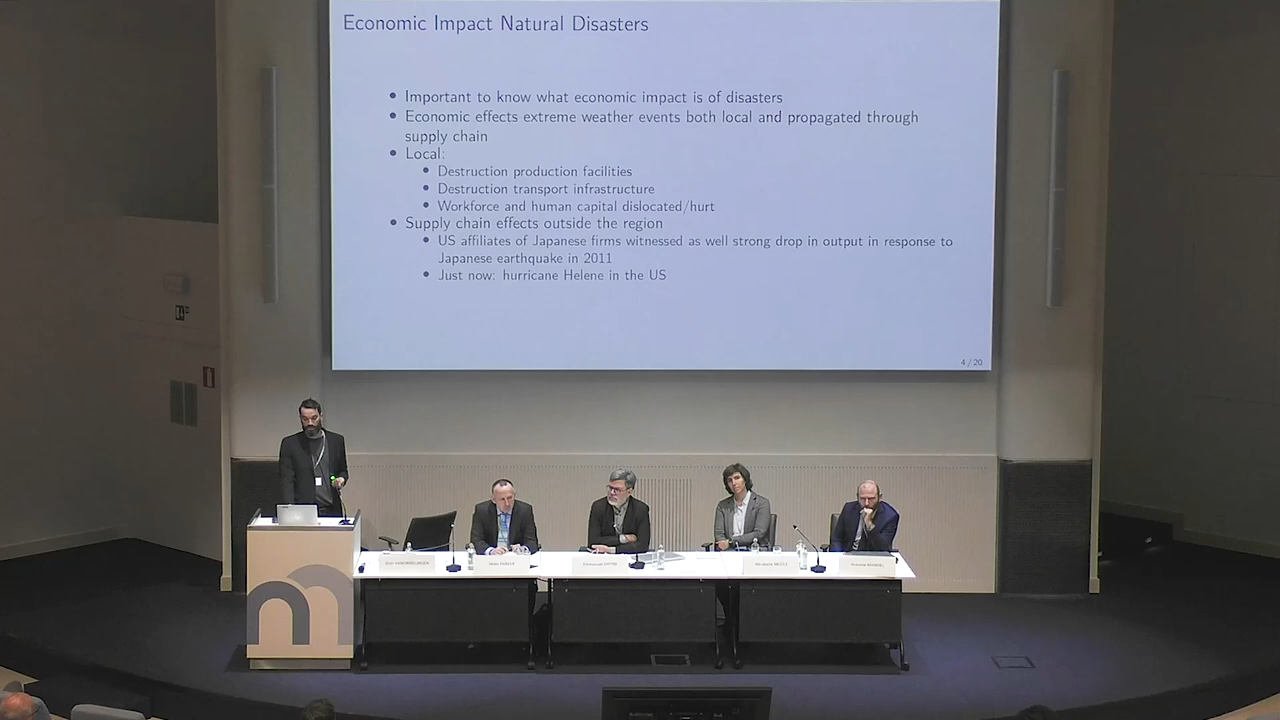 Economic Impact Natural Disasters
• Important to know what economic impact is of disasters
• Economic effects extreme weather events both local and propagated through
supply chain
• Local:
• Destruction production facilities
• Destruction transport infrastructure
• Workforce and human capital dislocated/hurt
• Supply chain effects outside the region
• US affiliates of Japanese firms witnessed as well strong drop in output in response to
Japanese earthquake in 2011
• Just now: hurricane Helene in the US
4 / 20